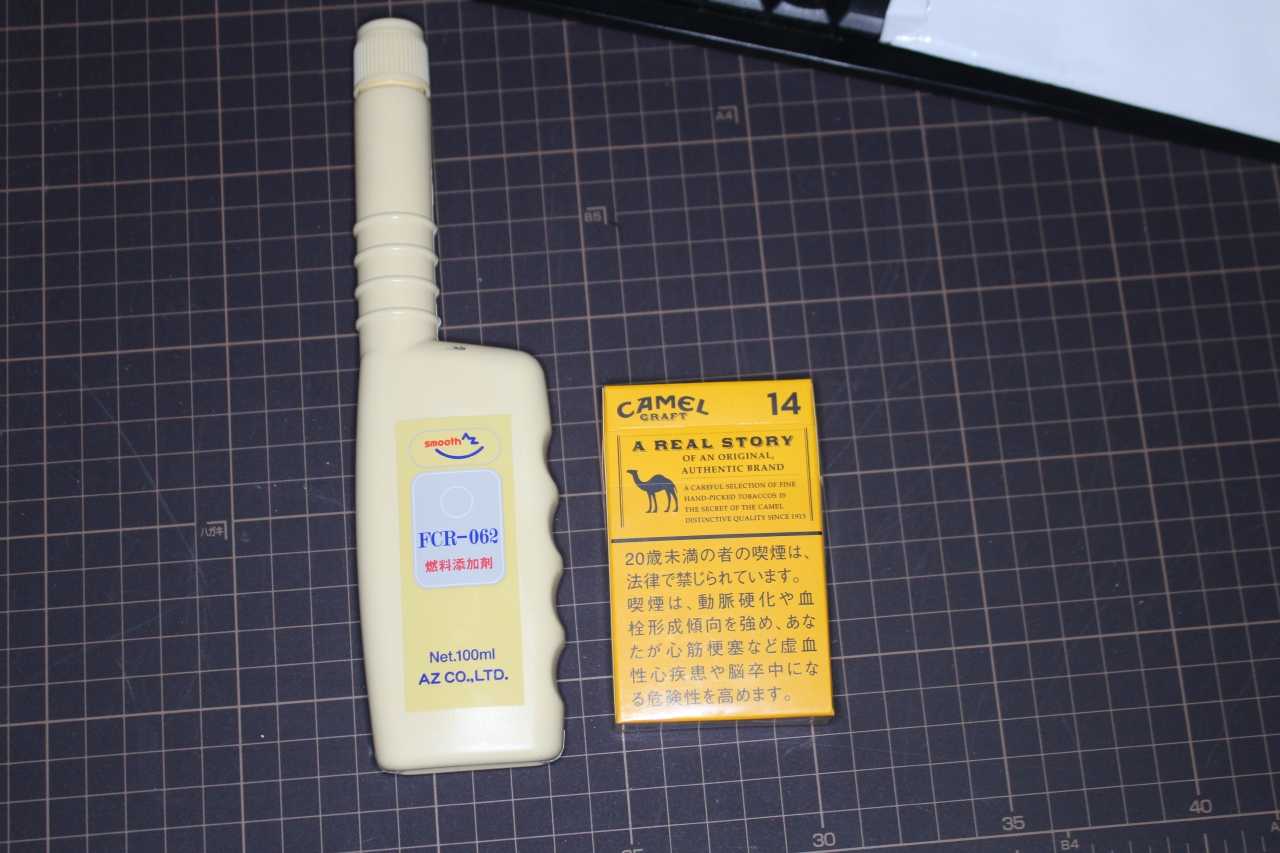 A4
B5
ハガキ
smooth AZ
FCR-062
燃料添加剤
Net.100ml
AZ CO.,LTD.
CAMEL
CRAFT
14
A REAL STORY
OF AN ORIGINAL,
AUTHENTIC BRAND
A CAREFUL SELECTION OF FINE
HAND-PICKED TOBACCOS IS
THE SECRET OF THE CAMEL
DISTINCTIVE QUALITY SINCE 1913
20歳未満の者の喫煙は、
法律で禁じられています。
喫煙は、動脈硬化や血
栓形成傾向を強め、あな
たが心筋梗塞など虚血
性心疾患や脳卒中にな
る危険性を高めます。
30
35
40
B4